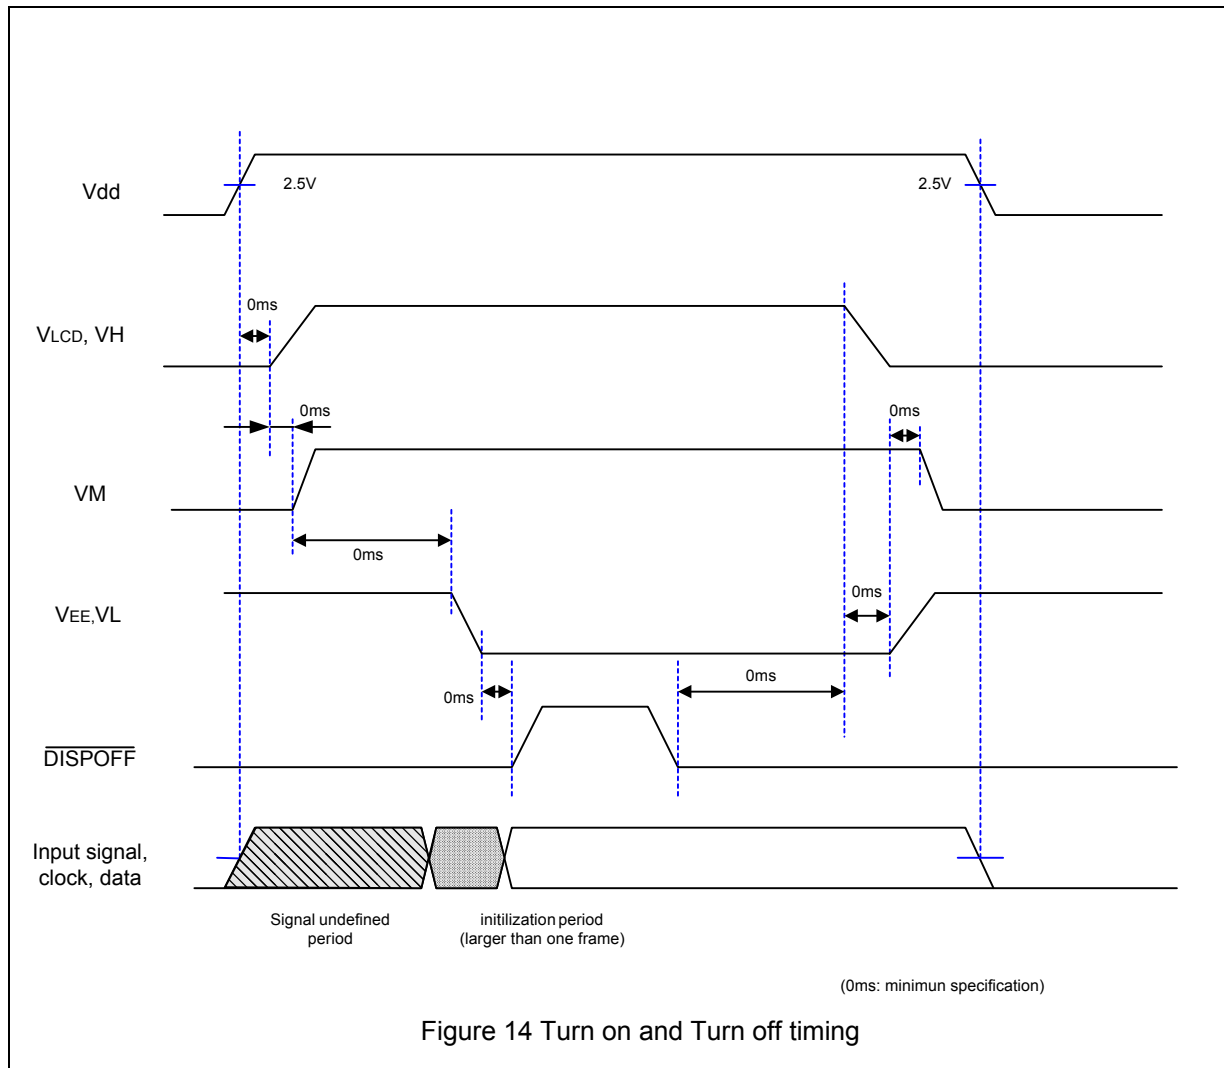 Vdd
2.5V
2.5V
0ms
VLCD, VH
0ms
0ms
VM
0ms
0ms
VEE,VL
0ms
0ms
DISPOFF
Input signal,
clock, data
Signal undefined
period
initilization period
(larger than one frame)
(0ms: minimun specification)
Figure 14 Turn on and Turn off timing